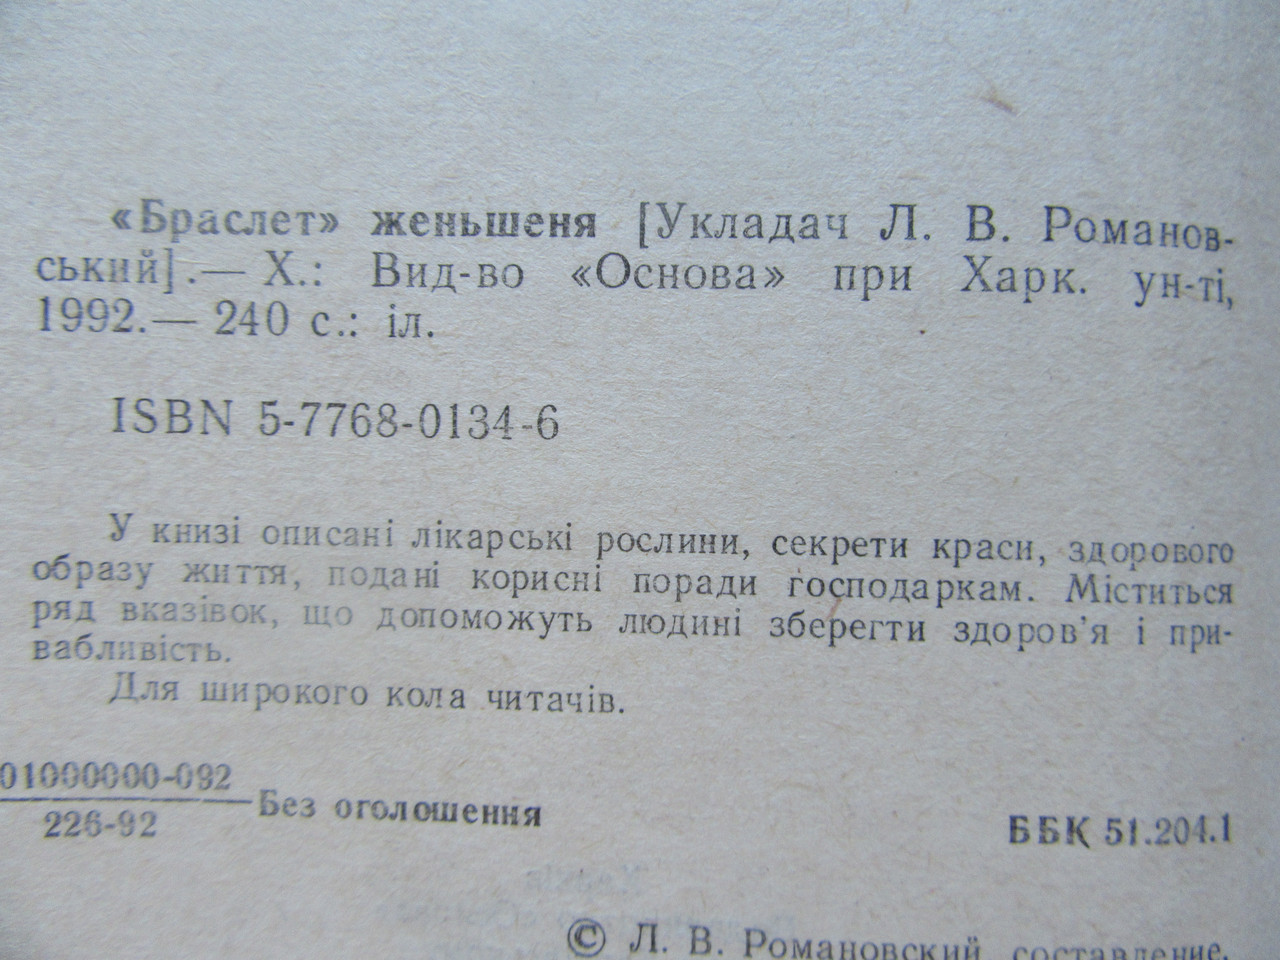 «Браслет» женьшеня [Укладач Л. В. Романов-
ський].— Х.: Вид-во «Основа» при Харк. ун-ті,
1992.— 240 с.: іл.
ISBN 5-7768-0134-6
У книзі описані лікарські рослини, секрети краси, здорового
образу життя, подані корисні поради господаркам. Міститься
ряд вказівок, що допоможуть людині зберегти здоров'я і при-
вабливість.
Для широкого кола читачів.
01000000-092
226-92
Без оголошення
ББК 51.204.1
© Л. В. Романовский составление,